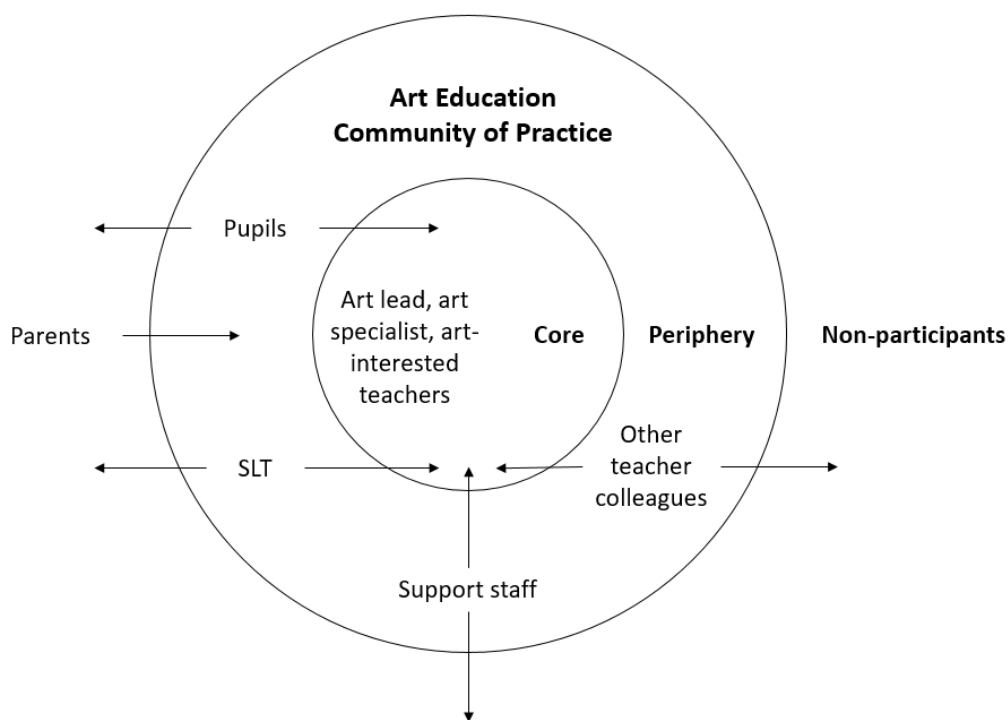 Art Education
Community of Practice
Pupils
Parents
Art lead, art
specialist, art-
interested
teachers
Core
Periphery
Non-participants
SLT
Other
teacher
colleagues
Support staff